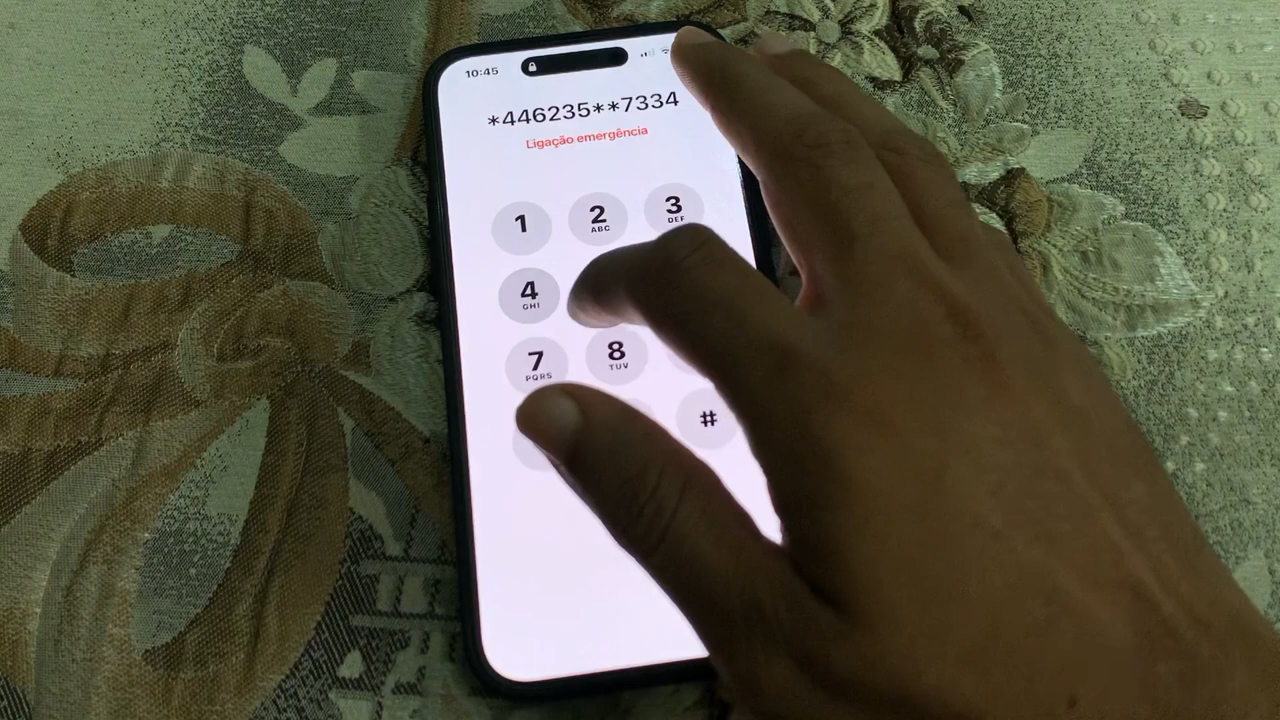 10:45
*446235**7334
Ligação emergência
1 2 3
ABC DEF
4
GHI
7 8
PQRS TUV
#